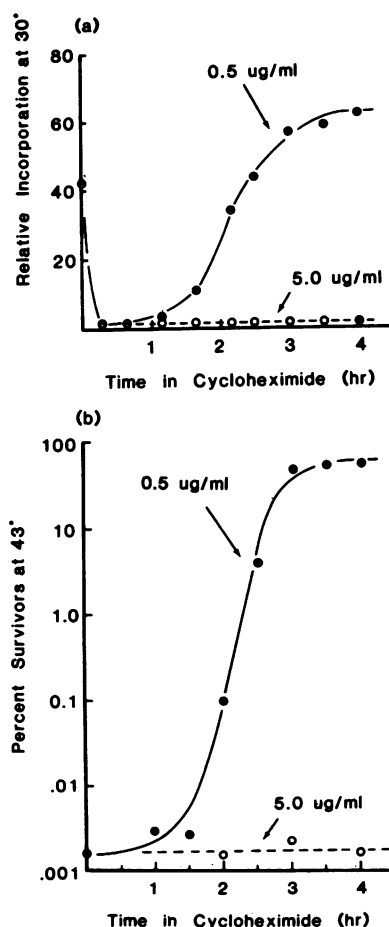 (a)
Relative Incorporation at 30°
80
60
40
20
0.5 ug/ml
5.0 ug/ml
1 2 3 4
Time in Cycloheximide (hr)
(b)
Percent Survivors at 43°
100
10
1.0
0.1
.01
.001
0.5 ug/ml
5.0 ug/ml
1 2 3 4
Time in Cycloheximide (hr)